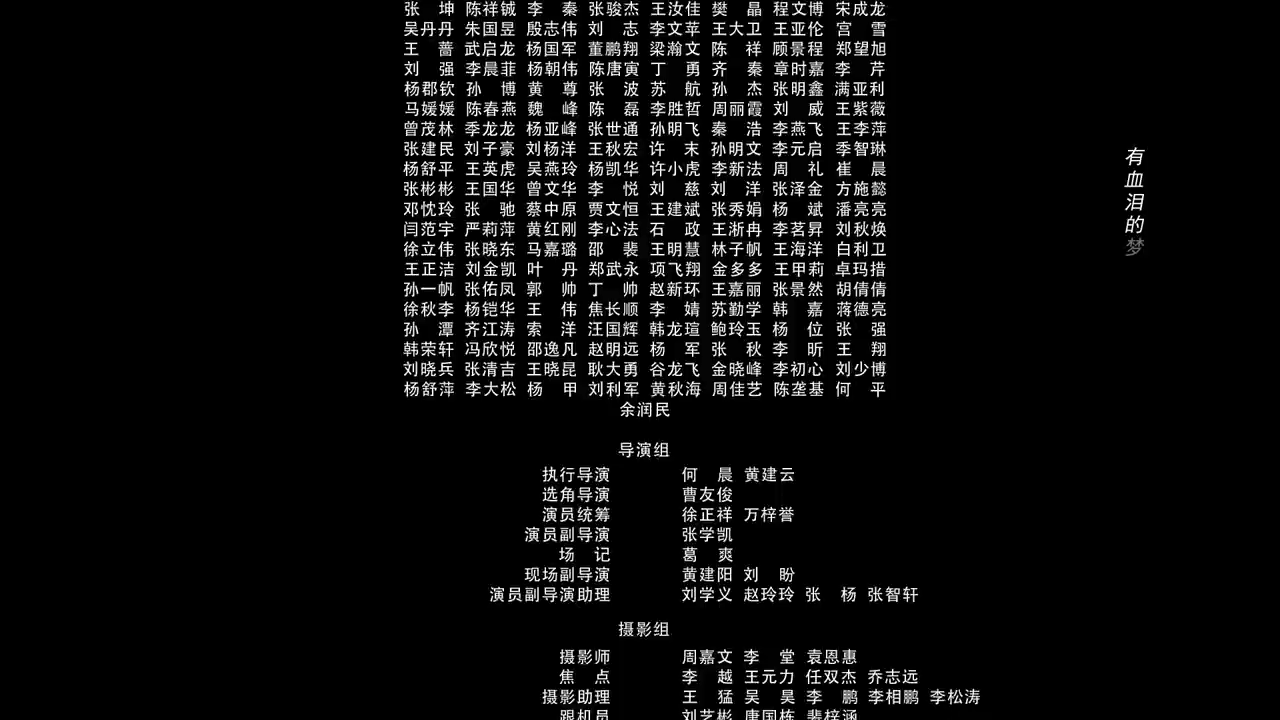 张　坤 陈祥铖 李　秦 张骏杰 王汝佳 樊　晶 程文博 宋成龙
吴丹丹 朱国昱 殷志伟 刘　志 李文苹 王大卫 王亚伦 宫　雪
王　蔷 武启龙 杨国军 董鹏翔 梁瀚文 陈　祥 顾景程 郑望旭
刘　强 李晨菲 杨朝伟 陈唐寅 丁　勇 齐　秦 章时嘉 李　芹
杨郡钦 孙　博 黄　尊 张　波 苏　航 孙　杰 张明鑫 满亚利
马媛媛 陈春燕 魏　峰 陈　磊 李胜哲 周丽霞 刘　威 王紫薇
曾茂林 季龙龙 杨亚峰 张世通 孙明飞 秦　浩 李燕飞 王李萍
张建民 刘子豪 刘杨洋 王秋宏 许　末 孙明文 李元启 季智琳
杨舒平 王英虎 吴燕玲 杨凯华 许小虎 李新法 周　礼 崔　晨
张彬彬 王国华 曾文华 李　悦 刘　慈 刘　洋 张泽金 方施懿
邓忱玲 张　驰 蔡中原 贾文恒 王建斌 张秀娟 杨　斌 潘亮亮
闫范宇 严莉萍 黄红刚 李心法 石　政 王浙冉 李茗昇 刘秋焕
徐立伟 张晓东 马嘉璐 邵　裴 王明慧 林子帆 王海洋 白利卫
王正洁 刘金凯 叶　丹 郑武永 项飞翔 金多多 王甲莉 卓玛措
孙一帆 张佑凤 郭　帅 丁　帅 赵新环 王嘉丽 张景然 胡倩倩
徐秋李 杨铠华 王　伟 焦长顺 李　婧 苏勤学 韩　嘉 蒋德亮
孙　潭 齐江涛 索　洋 汪国辉 韩龙瑄 鲍玲玉 杨　位 张　强
韩荣轩 冯欣悦 邵逸凡 赵明远 杨　军 张　秋 李　昕 王　翔
刘晓兵 张清吉 王晓昆 耿大勇 谷龙飞 金晓峰 李初心 刘少博
杨舒萍 李大松 杨　甲 刘利军 黄秋海 周佳艺 陈垄基 何　平
余润民
导演组
执行导演 何　晨 黄建云
选角导演 曹友俊
演员统筹 徐正祥 万梓誉
演员副导演 张学凯
场　记 葛　爽
现场副导演 黄建阳 刘　盼
演员副导演助理 刘学义 赵玲玲 张　杨 张智轩
摄影组
摄影师 周嘉文 李　堂 袁恩惠
焦　点 李　越 王元力 任双杰 乔志远
摄影助理 王　猛 吴　昊 李　鹏 李相鹏 李松涛
跟机员 刘艺彬 唐国栋 裴梓涵
有血泪的梦